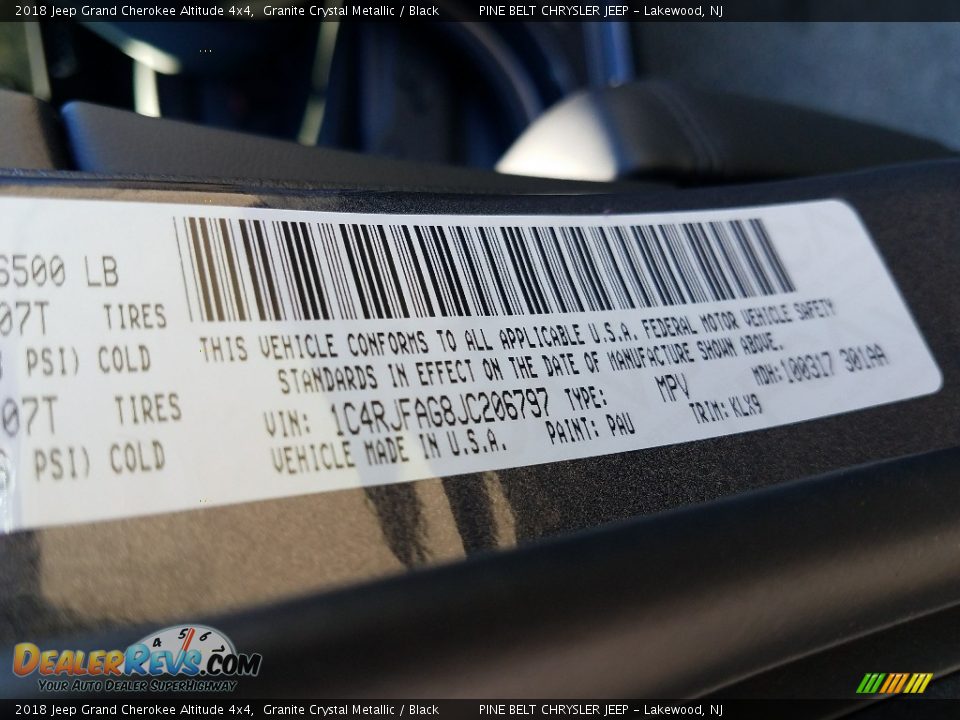 2018 Jeep Grand Cherokee Altitude 4x4, Granite Crystal Metallic / Black PINE BELT CHRYSLER JEEP – Lakewood, NJ
6500 LB
07T TIRES
PSI) COLD
07T TIRES
PSI) COLD
THIS VEHICLE CONFORMS TO ALL APPLICABLE U.S.A. FEDERAL MOTOR VEHICLE SAFETY
STANDARDS IN EFFECT ON THE DATE OF MANUFACTURE SHOWN ABOVE.
VIN: 1C4RJFAG8JC206797 TYPE: MPV MDH: 100317 301AA
VEHICLE MADE IN U.S.A. PAINT: PAU TRIM: KLX9
4 5 6
DEALERREVS.COM
YOUR AUTO DEALER SUPERHIGHWAY
2018 Jeep Grand Cherokee Altitude 4x4, Granite Crystal Metallic / Black PINE BELT CHRYSLER JEEP – Lakewood, NJ